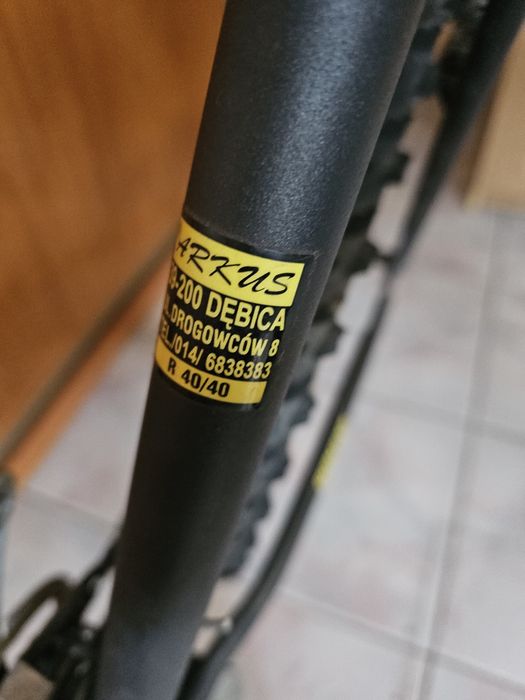 ARKUS
9-200 DĘBICA
L. DROGOWCÓW 8
EL./014/ 6838383
R 40/40